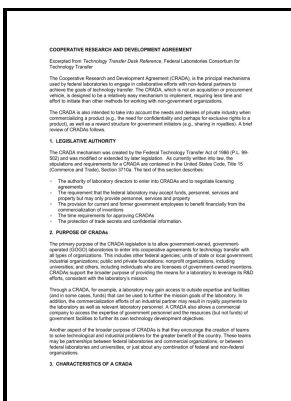 COOPERATIVE RESEARCH AND DEVELOPMENT AGREEMENT
Excerpted from Technology Transfer Desk Reference, Federal Laboratories Consortium for
Technology Transfer
The Cooperative Research and Development Agreement (CRADA), is the principal mechanisms
used by federal laboratories to engage in collaborative efforts with non-federal partners to
achieve the goals of technology transfer. The CRADA, which is not an acquisition or procurement
vehicle, is designed to be a relatively easy mechanism to implement, requiring less time and
effort to initiate than other methods for working with non-government organizations.
The CRADA is also intended to take into account the needs and desires of private industry when
commercializing a product (e.g., the need for confidentiality and perhaps for exclusive rights to a
product), as well as a reward structure for government initiators (e.g., sharing in royalties). A brief
review of CRADAs follows.
1. LEGISLATIVE AUTHORITY
The CRADA mechanism was created by the Federal Technology Transfer Act of 1986 (P.L. 99-
502) and was modified or extended by later legislation. As currently written into law, the
stipulations and requirements for a CRADA are contained in the United States Code, Title 15
(Commerce and Trade), Section 3710a. The text of this section describes:
◦ The authority of laboratory directors to enter into CRADAs and to negotiate licensing
agreements
◦ The requirement that the federal laboratory may accept funds, personnel, services and
property but may only provide personnel, services and property
◦ The provision for current and former government employees to benefit financially from the
commercialization of inventions
◦ The time requirements for approving CRADAs
◦ The protection of trade secrets and confidential information.
2. PURPOSE OF CRADAs
The primary purpose of the CRADA legislation is to allow government-owned, government-
operated (GOGO) laboratories to enter into cooperative agreements for technology transfer with
all types of organizations. This includes other federal agencies; units of state or local government;
industrial organizations; public and private foundations; nonprofit organizations, including
universities; and others, including individuals who are licensees of government-owned inventions.
CRADAs support the broader purpose of providing the means for a laboratory to leverage its R&D
efforts, consistent with the laboratory's mission.
Through a CRADA, for example, a laboratory may gain access to outside expertise and facilities
(and in some cases, funds) that can be used to further the mission goals of the laboratory. In
addition, the commercialization efforts of an industrial partner may result in royalty payments to
the laboratory as well as relevant laboratory personnel. A CRADA also allows a commercial
company to access the expertise of government personnel and the resources (but not funds) of
government facilities to further its own technology development objectives.
Another aspect of the broader purpose of CRADAs is that they encourage the creation of teams
to solve technological and industrial problems for the greater benefit of the country. These teams
may be partnerships between federal laboratories and commercial organizations, or between
federal laboratories and universities, or just about any combination of federal and non-federal
organizations.
3. CHARACTERISTICS OF A CRADA